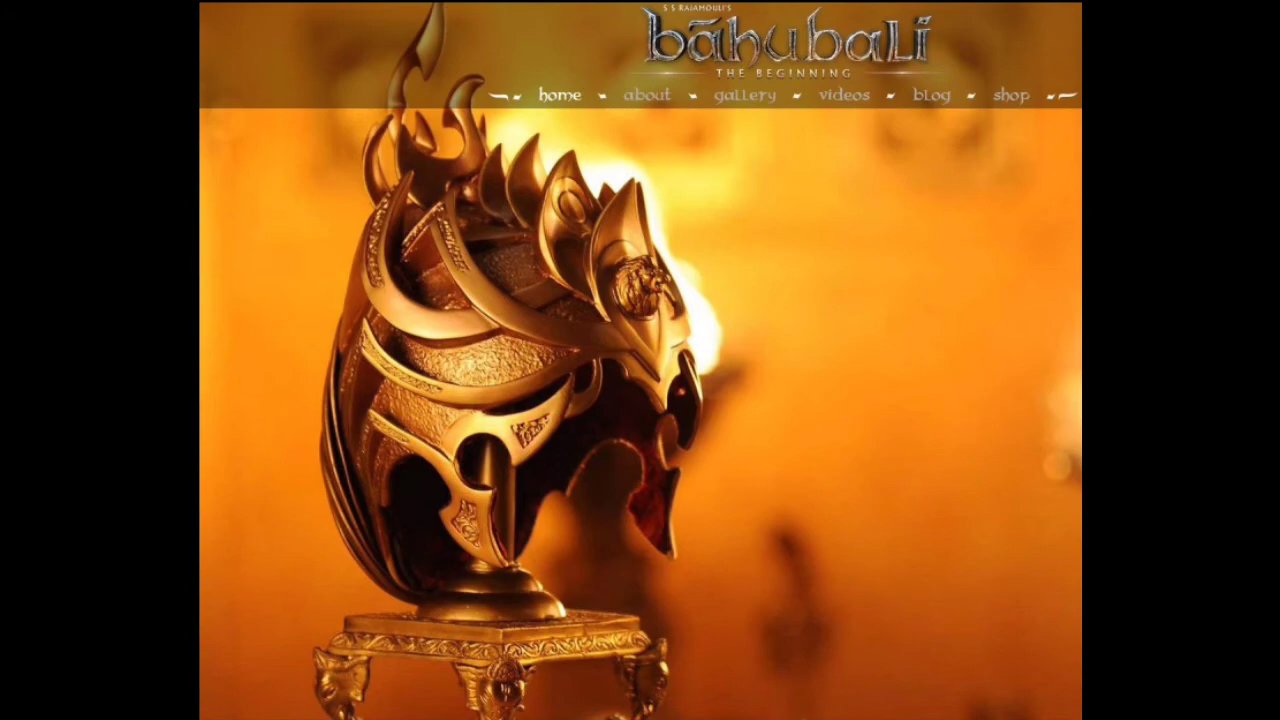 S S RAJAMOULI'S
bāhubali
THE BEGINNING
home about gallery videos blog shop